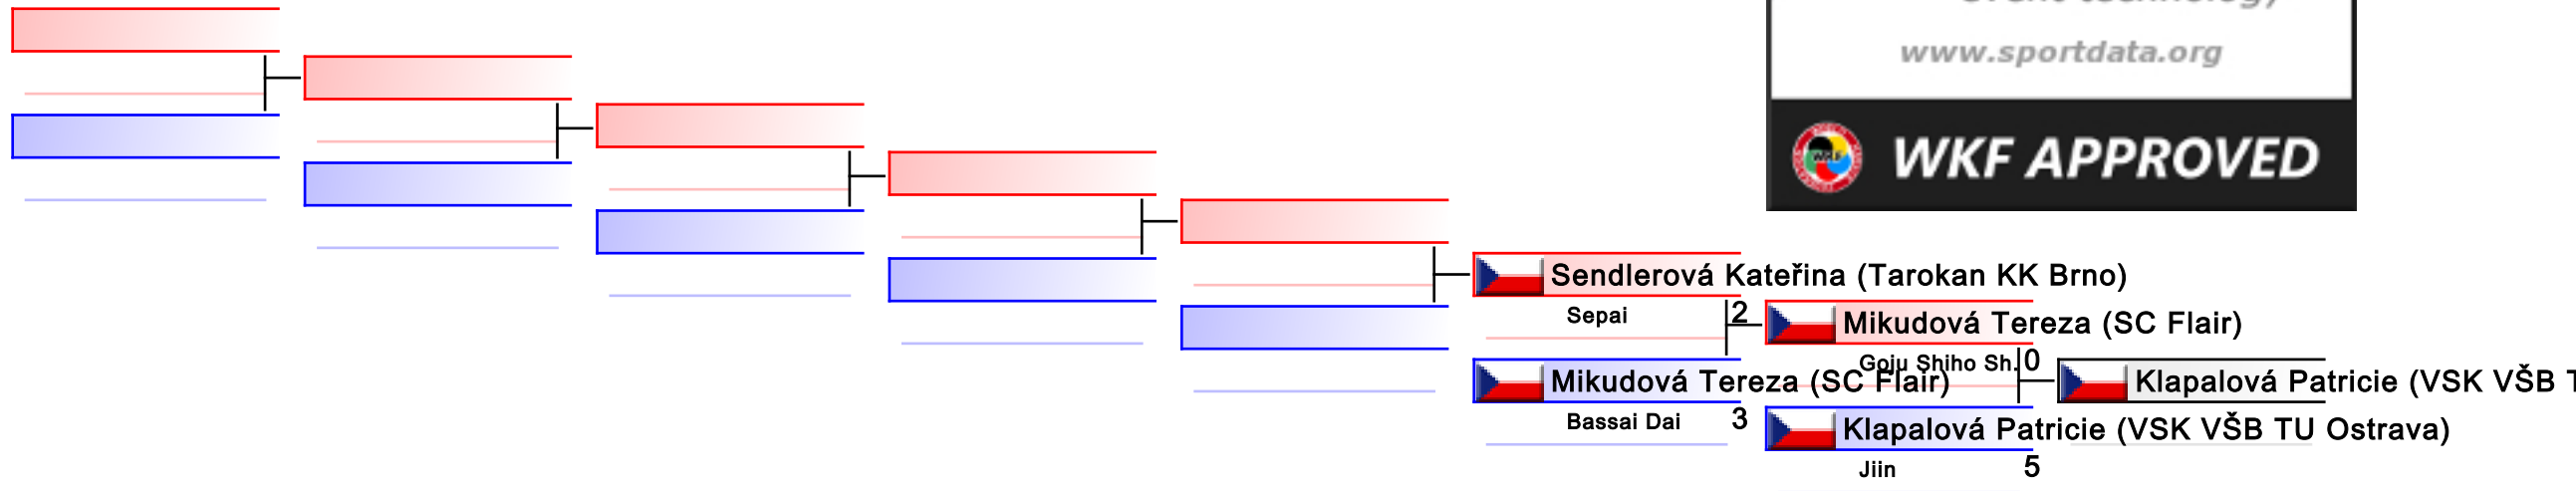 www.sportdata.org
WKF APPROVED
Sendlerová Kateřina (Tarokan KK Brno)
Sepai
2
Mikudová Tereza (SC Flair)
Goju Shiho Sh.
0
Mikudová Tereza (SC Flair)
Klapalová Patricie (VSK VŠB
Bassai Dai
3
Klapalová Patricie (VSK VŠB TU Ostrava)
Jiin
5